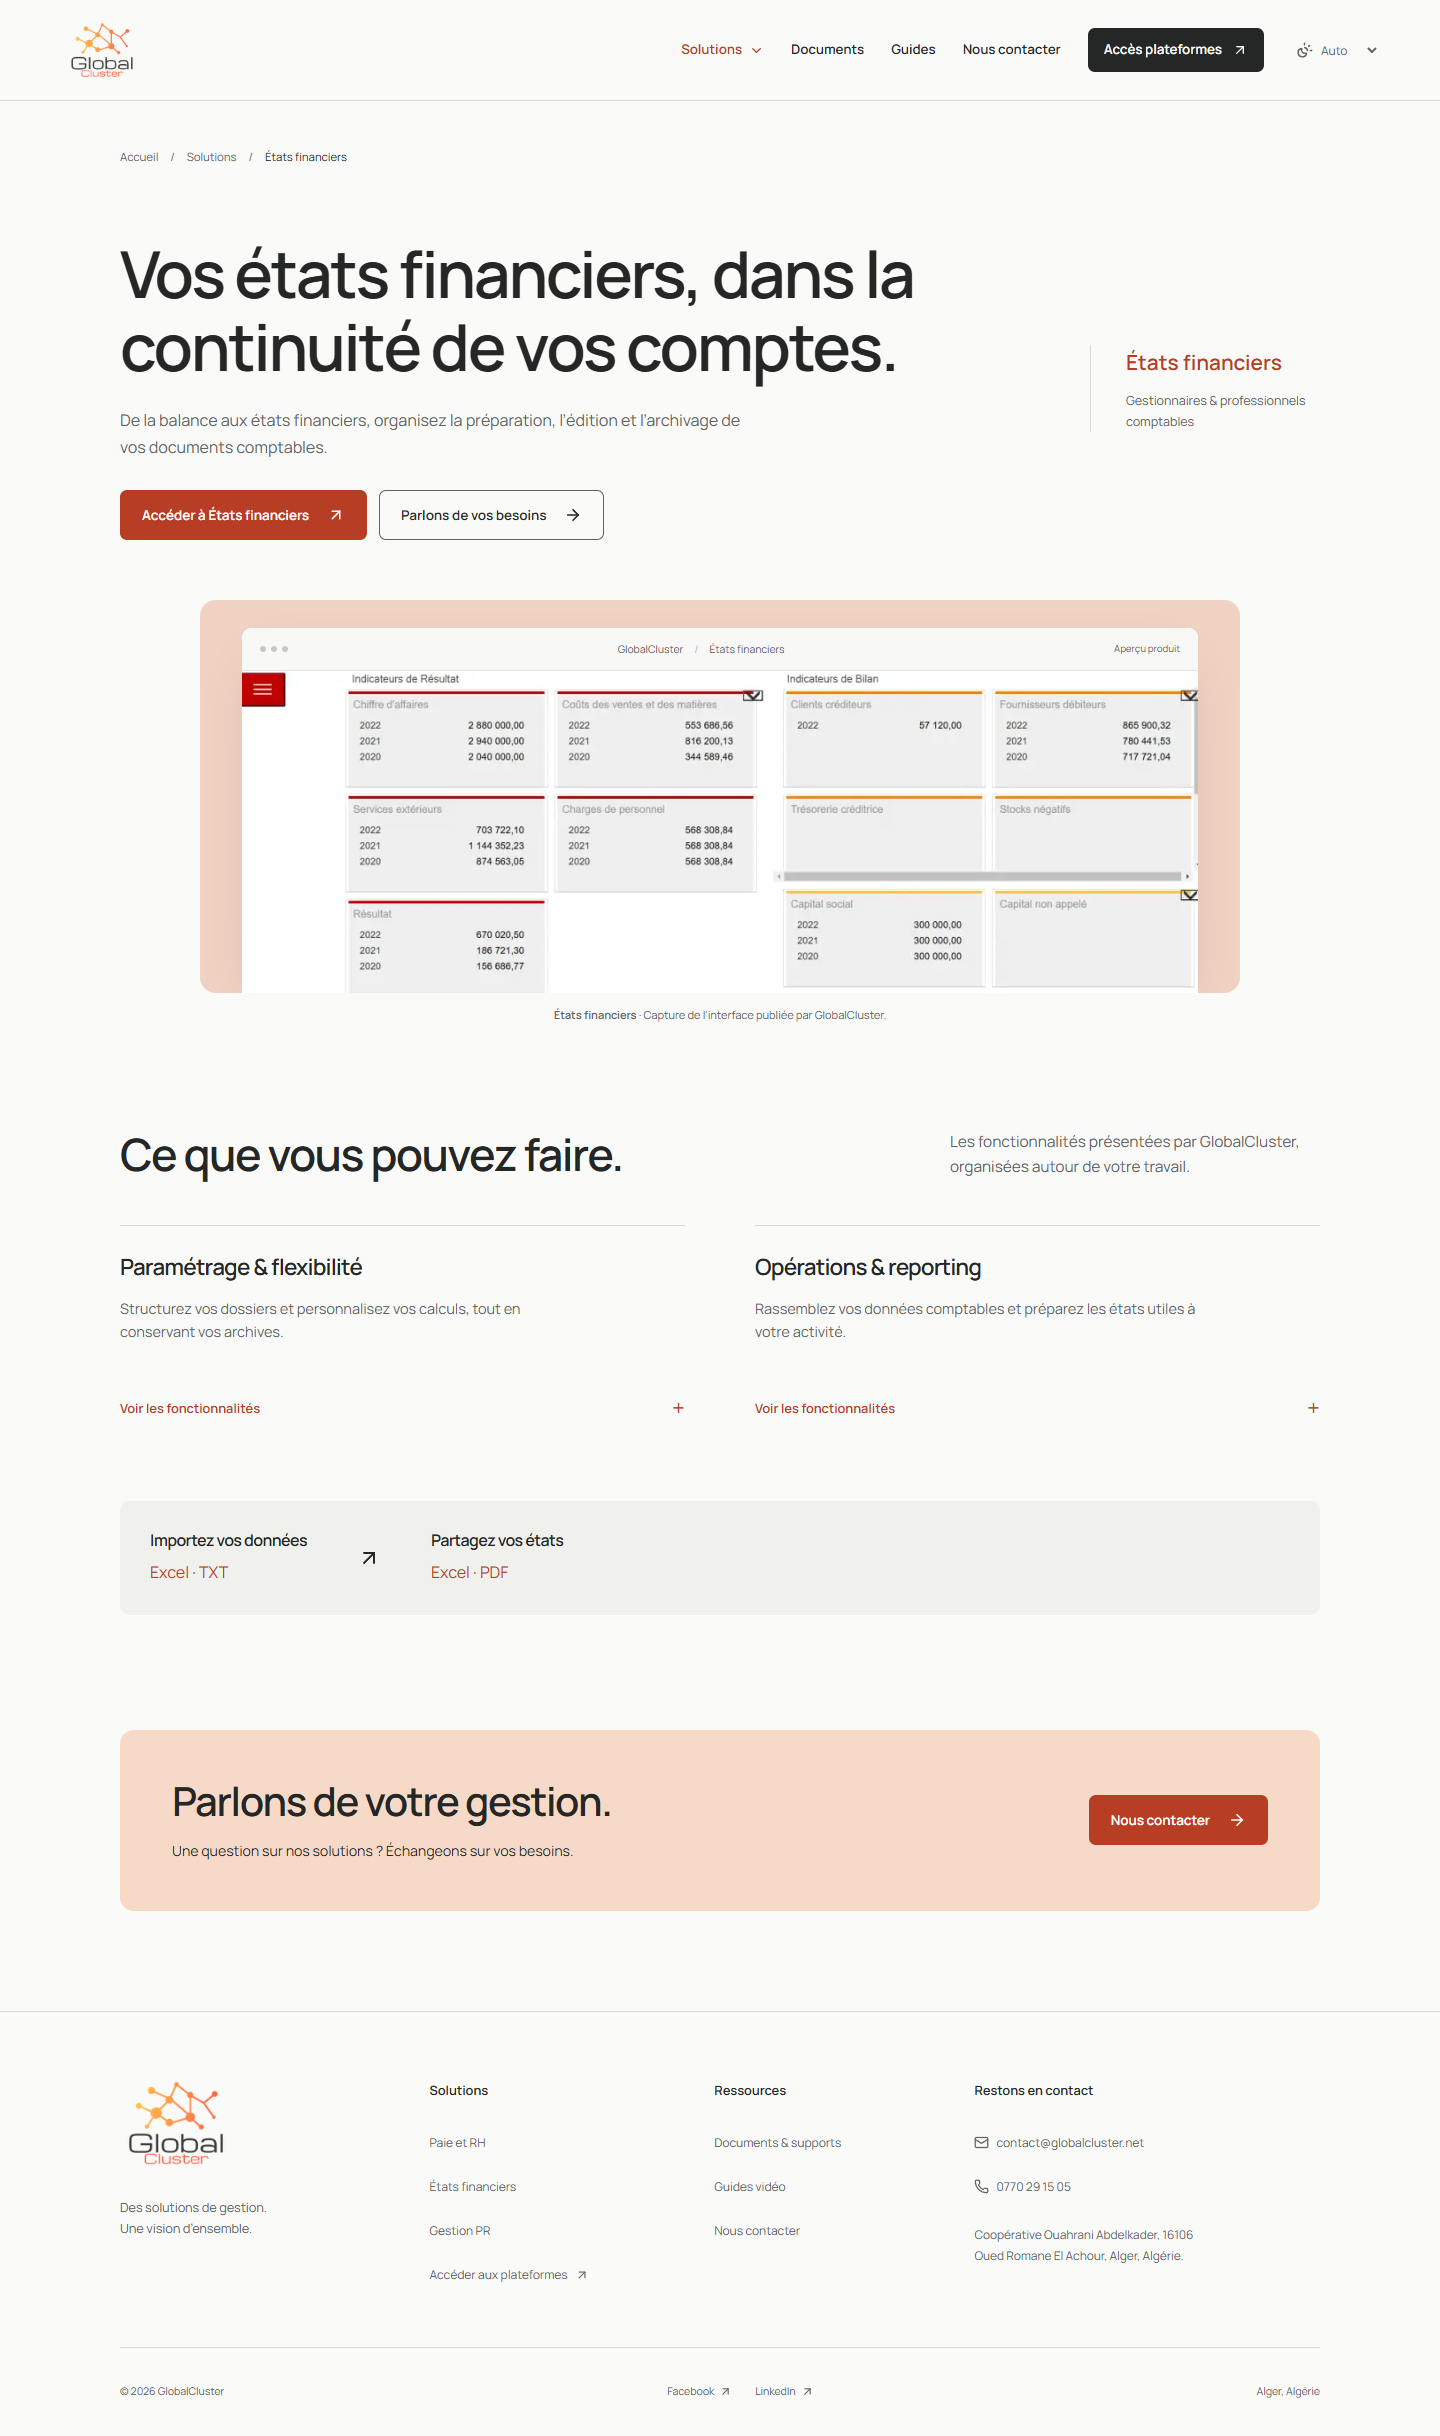 Global
Cluster
Solutions
Documents
Guides
Nous contacter
Accès plateformes
Auto
Accueil / Solutions / États financiers
Vos états financiers, dans la
continuité de vos comptes.
De la balance aux états financiers, organisez la préparation, l'édition et l'archivage de
vos documents comptables.
États financiers
Gestionnaires & professionnels
comptables
Accéder à États financiers
Parlons de vos besoins
GlobalCluster / États financiers
Aperçu produit
Indicateurs de Résultat
Chiffre d'affaires
2022 2 880 000,00
2021 2 940 000,00
2020 2 040 000,00
Coûts des ventes et des matières
2022 553 686,56
2021 816 200,13
2020 344 589,46
Services extérieurs
2022 703 722,10
2021 1 144 352,23
2020 874 563,05
Charges de personnel
2022 568 308,84
2021 568 308,84
2020 568 308,84
Résultat
2022 670 020,50
2021 186 721,30
2020 156 686,77
Indicateurs de Bilan
Clients créditeurs
2022 57 120,00
Fournisseurs débiteurs
2022 865 900,32
2021 780 441,53
2020 717 721,04
Trésorerie créditrice
Stocks négatifs
Capital social
2022 300 000,00
2021 300 000,00
2020 300 000,00
Capital non appelé
États financiers · Capture de l'interface publiée par GlobalCluster.
Ce que vous pouvez faire.
Les fonctionnalités présentées par GlobalCluster,
organisées autour de votre travail.
Paramétrage & flexibilité
Structurez vos dossiers et personnalisez vos calculs, tout en
conservant vos archives.
Voir les fonctionnalités +
Opérations & reporting
Rassemblez vos données comptables et préparez les états utiles à
votre activité.
Voir les fonctionnalités +
Importez vos données
Excel · TXT
Partagez vos états
Excel · PDF
Parlons de votre gestion.
Une question sur nos solutions ? Échangeons sur vos besoins.
Nous contacter
Global
Cluster
Des solutions de gestion.
Une vision d'ensemble.
Solutions
Paie et RH
États financiers
Gestion PR
Accéder aux plateformes
Ressources
Documents & supports
Guides vidéo
Nous contacter
Restons en contact
contact@globalcluster.net
0770 29 15 05
Coopérative Ouahrani Abdelkader, 16106
Oued Romane El Achour, Alger, Algérie.
© 2026 GlobalCluster
Facebook
LinkedIn
Alger, Algérie